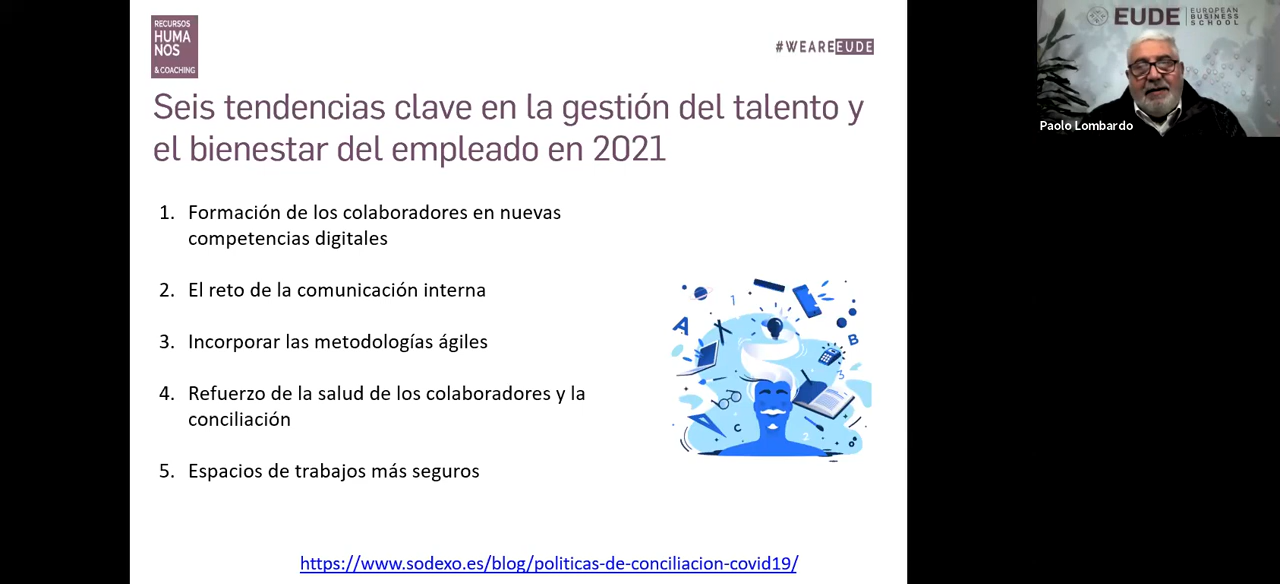 RECURSOS
HUMA
NOS
& COACHING
#WEAREEUDE
Seis tendencias clave en la gestión del talento y
el bienestar del empleado en 2021
1. Formación de los colaboradores en nuevas
competencias digitales
2. El reto de la comunicación interna
3. Incorporar las metodologías ágiles
4. Refuerzo de la salud de los colaboradores y la
conciliación
5. Espacios de trabajos más seguros
1
A
B
3
C
2
https://www.sodexo.es/blog/politicas-de-conciliacion-covid19/
EUDE
EUROPEAN
BUSINESS
SCHOOL
Paolo Lombardo